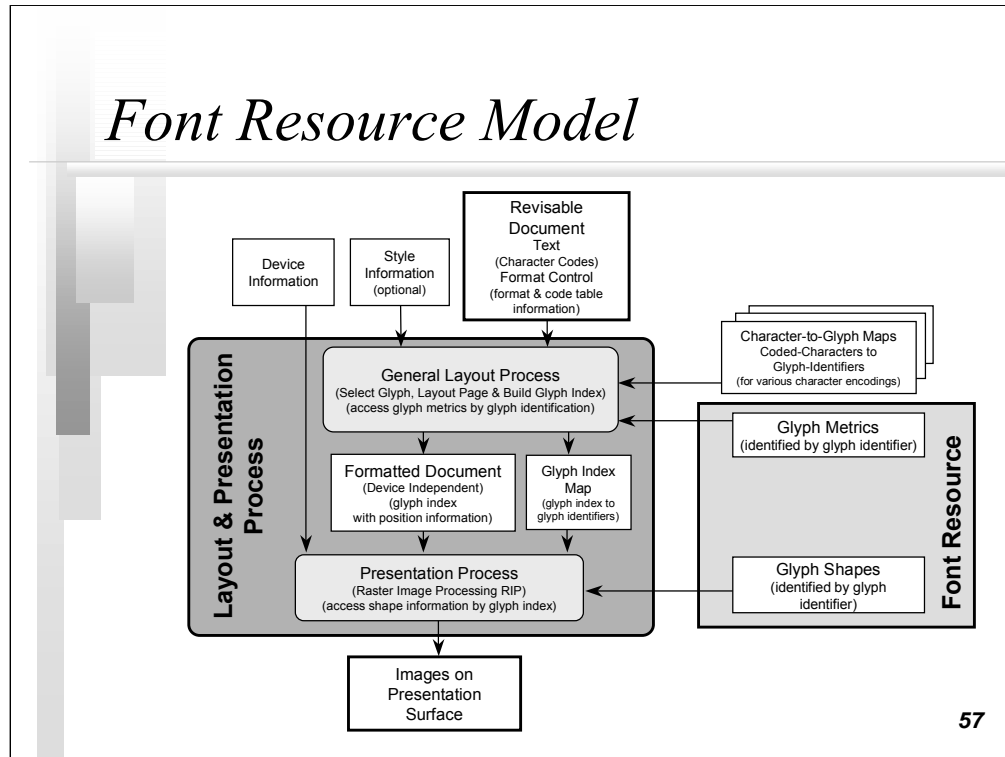 Font Resource Model
Revisable
Document
Text
(Character Codes)
Format Control
(format & code table
information)
Device
Information
Style
Information
(optional)
Character-to-Glyph Maps
Coded-Characters to
Glyph-Identifiers
(for various character encodings)
Layout & Presentation
Process
General Layout Process
(Select Glyph, Layout Page & Build Glyph Index)
(access glyph metrics by glyph identification)
Glyph Metrics
(identified by glyph identifier)
Formatted Document
(Device Independent)
(glyph index
with position information)
Glyph Index
Map
(glyph index to
glyph identifiers)
Font Resource
Presentation Process
(Raster Image Processing RIP)
(access shape information by glyph index)
Glyph Shapes
(identified by glyph
identifier)
Images on
Presentation
Surface
57